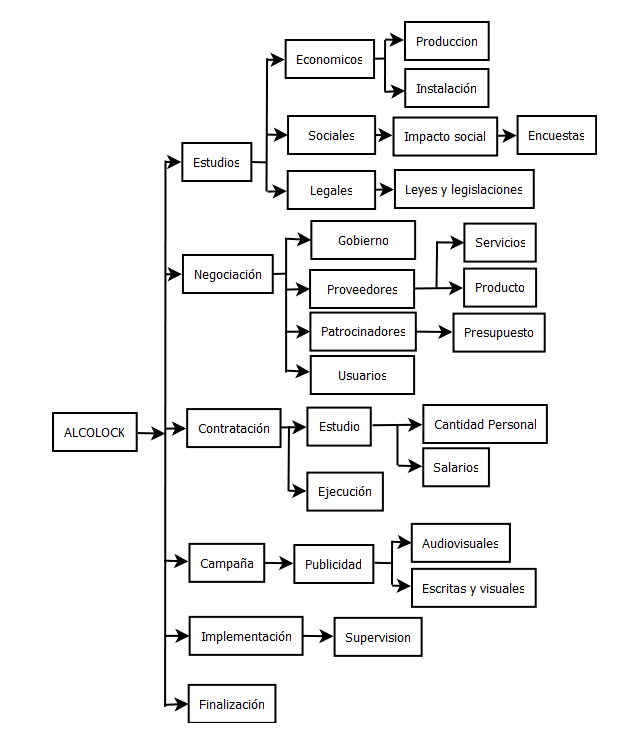 Produccion
Economicos
Instalación
Sociales
Impacto social
Encuestas
Estudios
Legales
Leyes y legislaciones
Gobierno
Servicios
Negociación
Proveedores
Producto
Patrocinadores
Presupuesto
Usuarios
ALCOLOCK
Contratación
Estudio
Cantidad Personal
Salarios
Ejecución
Audiovisuales
Campaña
Publicidad
Escritas y visuales
Implementación
Supervision
Finalización